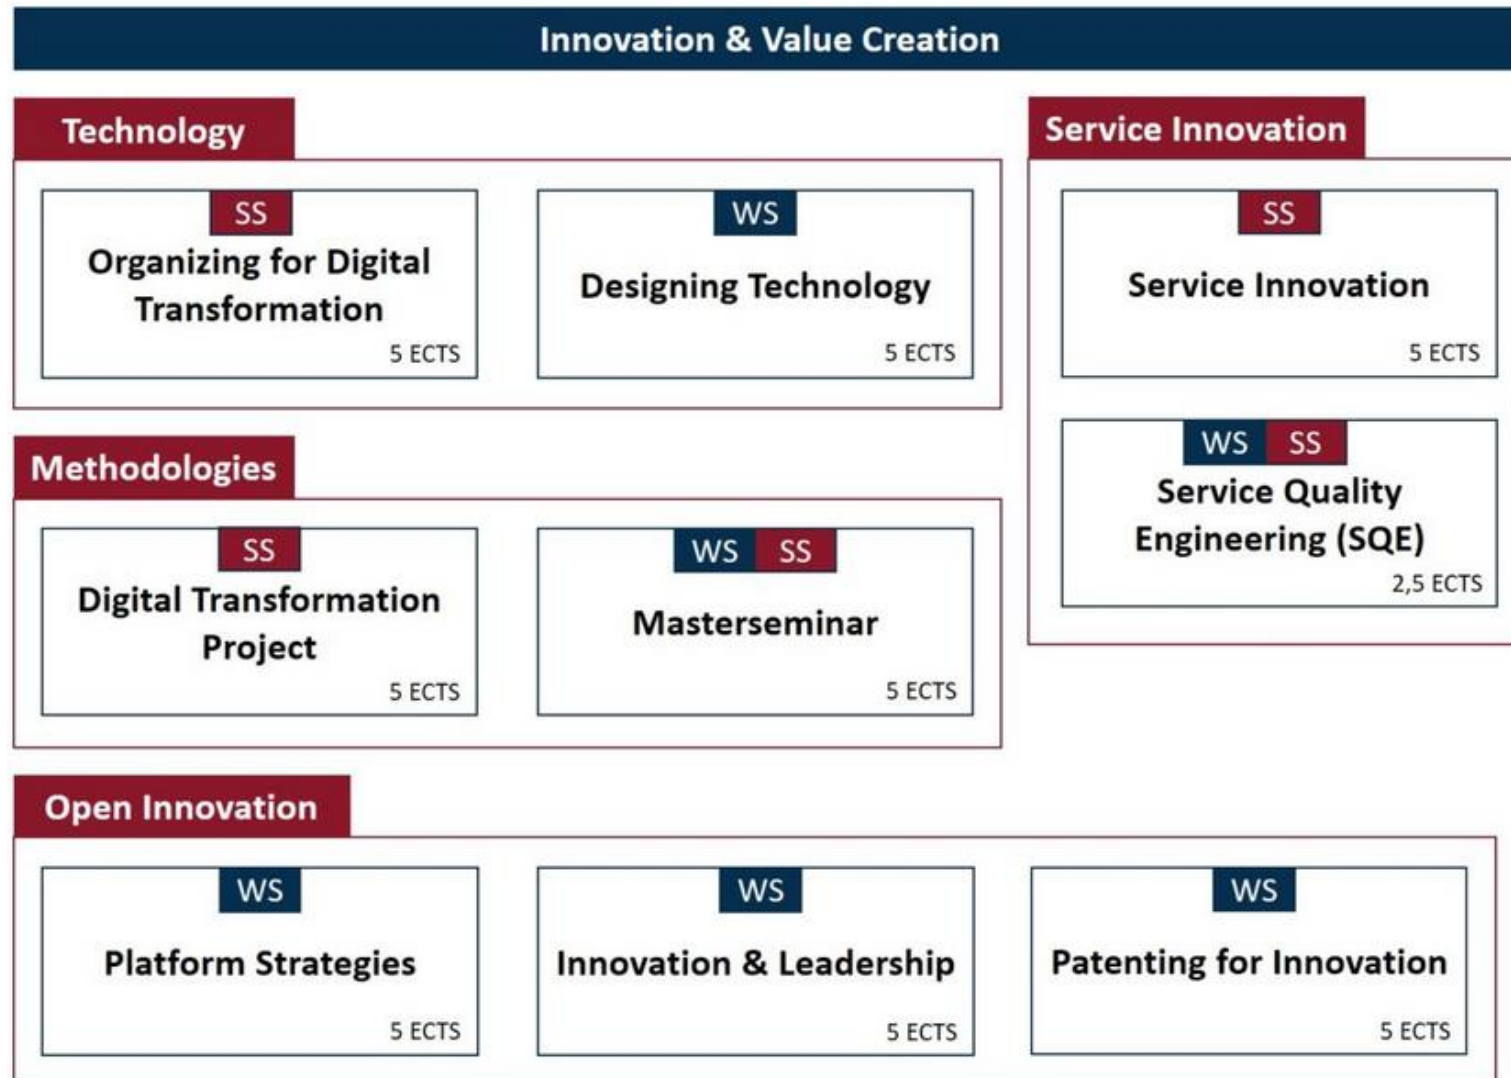 Innovation & Value Creation
Technology
SS
Organizing for Digital
Transformation
5 ECTS
WS
Designing Technology
5 ECTS
Service Innovation
SS
Service Innovation
5 ECTS
WS SS
Service Quality
Engineering (SQE)
2,5 ECTS
Methodologies
SS
Digital Transformation
Project
5 ECTS
WS SS
Masterseminar
5 ECTS
Open Innovation
WS
Platform Strategies
5 ECTS
WS
Innovation & Leadership
5 ECTS
WS
Patenting for Innovation
5 ECTS